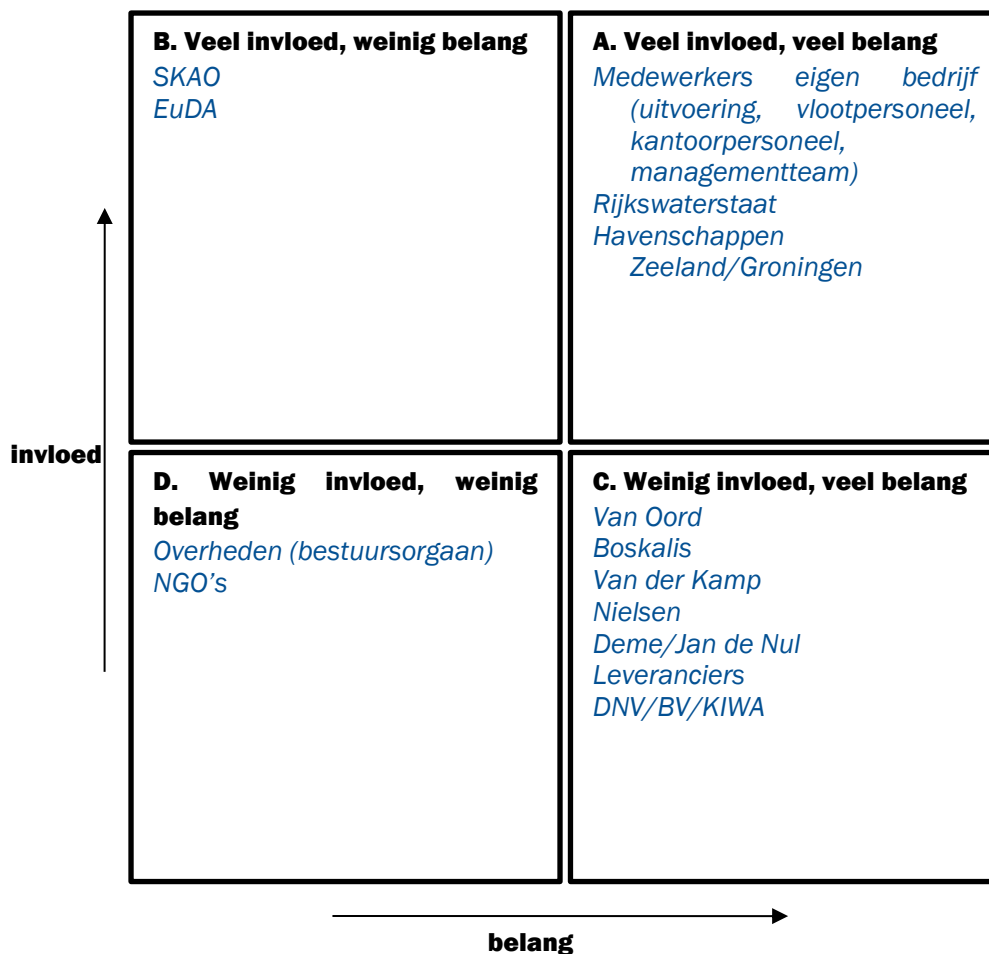 B. Veel invloed, weinig belang
SKAO
EuDA
A. Veel invloed, veel belang
Medewerkers eigen bedrijf
(uitvoering, vlootpersoneel,
kantoorpersoneel,
managementteam)
Rijkswaterstaat
Havenschappen
Zeeland/Groningen
invloed
D. Weinig invloed, weinig
belang
Overheden (bestuursorgaan)
NGO’s
C. Weinig invloed, veel belang
Van Oord
Boskalis
Van der Kamp
Nielsen
Deme/Jan de Nul
Leveranciers
DNV/BV/KIWA
belang